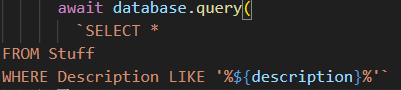 await database.query(
`SELECT *
FROM Stuff
WHERE Description LIKE '%${description}%'`